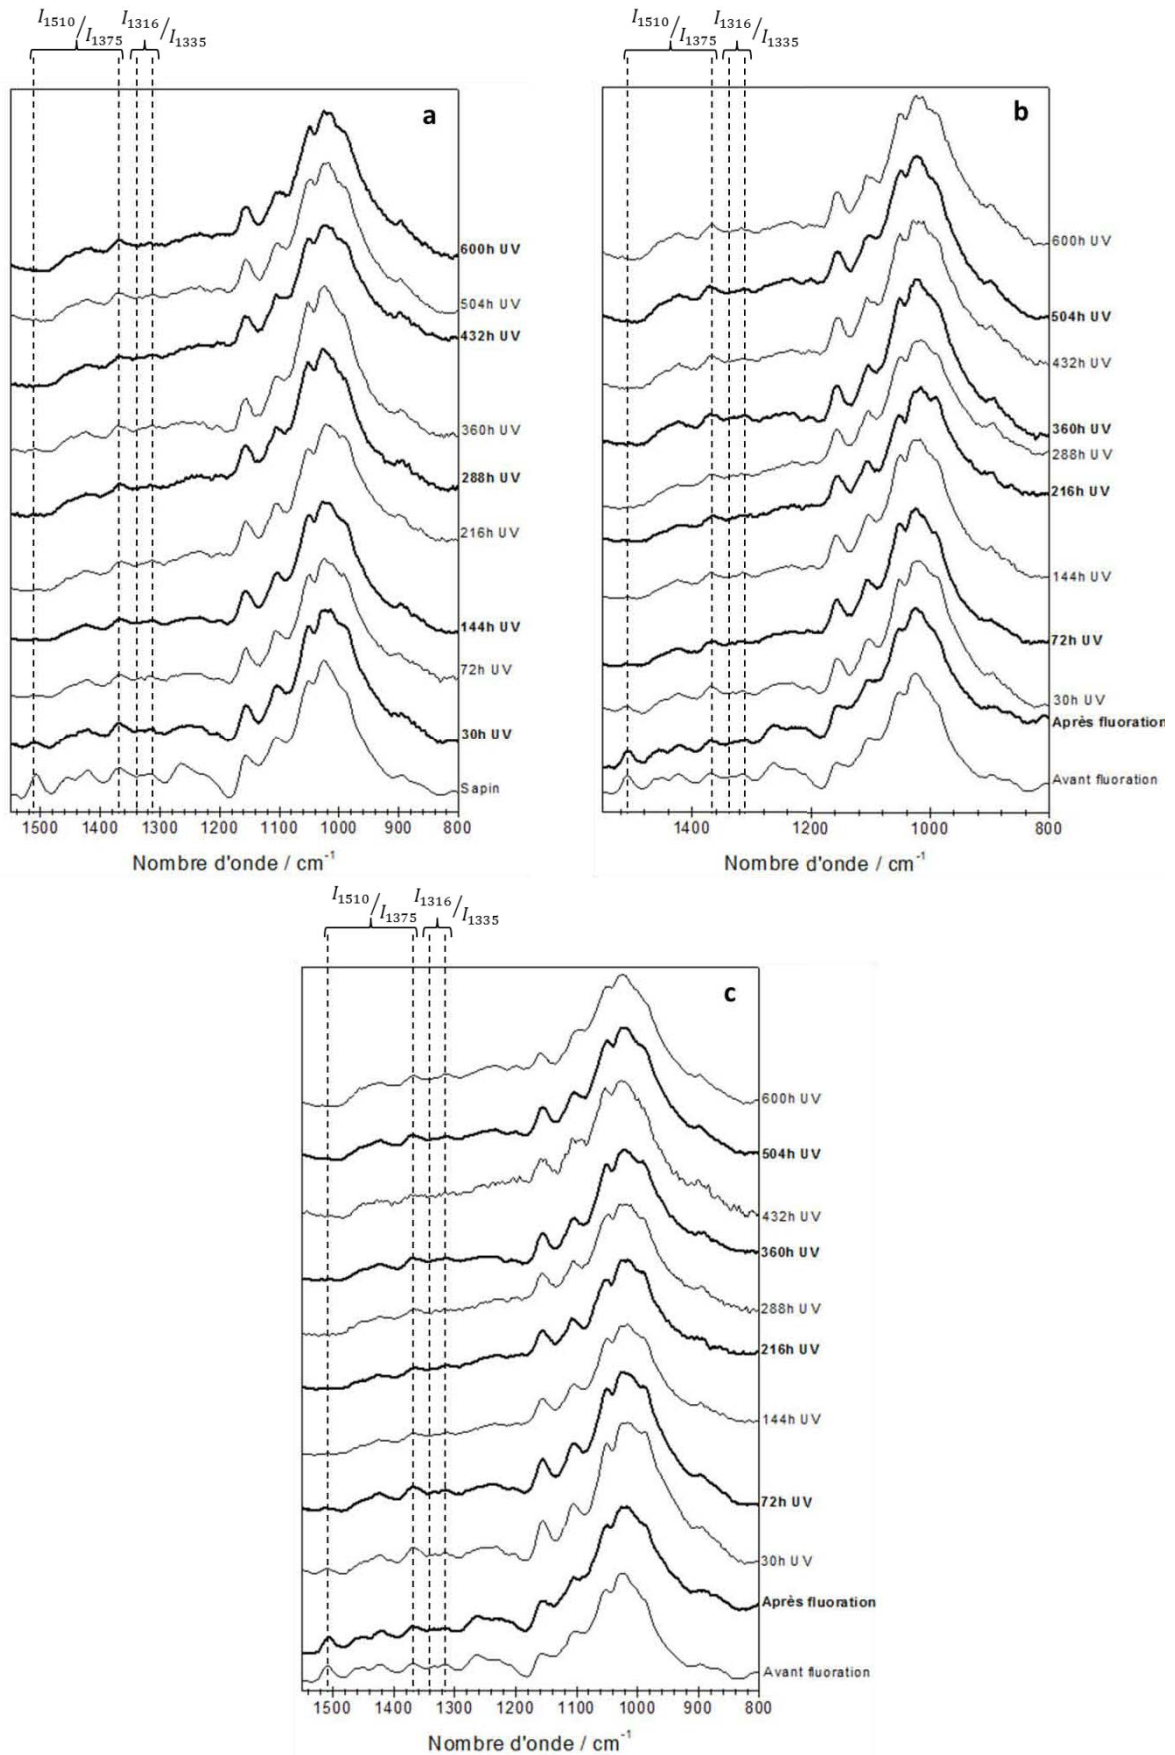 I1510/I1375 I1316/I1335
a
600h UV
504h UV
432h UV
360h UV
288h UV
216h UV
144h UV
72h UV
30h UV
Sapin
1500 1400 1300 1200 1100 1000 900 800
Nombre d'onde / cm-1
I1510/I1375 I1316/I1335
b
600h UV
504h UV
432h UV
360h UV
288h UV
216h UV
144h UV
72h UV
30h UV
Après fluoration
Avant fluoration
1400 1200 1000 800
Nombre d'onde / cm-1
I1510/I1375 I1316/I1335
c
600h UV
504h UV
432h UV
360h UV
288h UV
216h UV
144h UV
72h UV
30h UV
Après fluoration
Avant fluoration
1500 1400 1300 1200 1100 1000 900 800
Nombre d'onde / cm-1